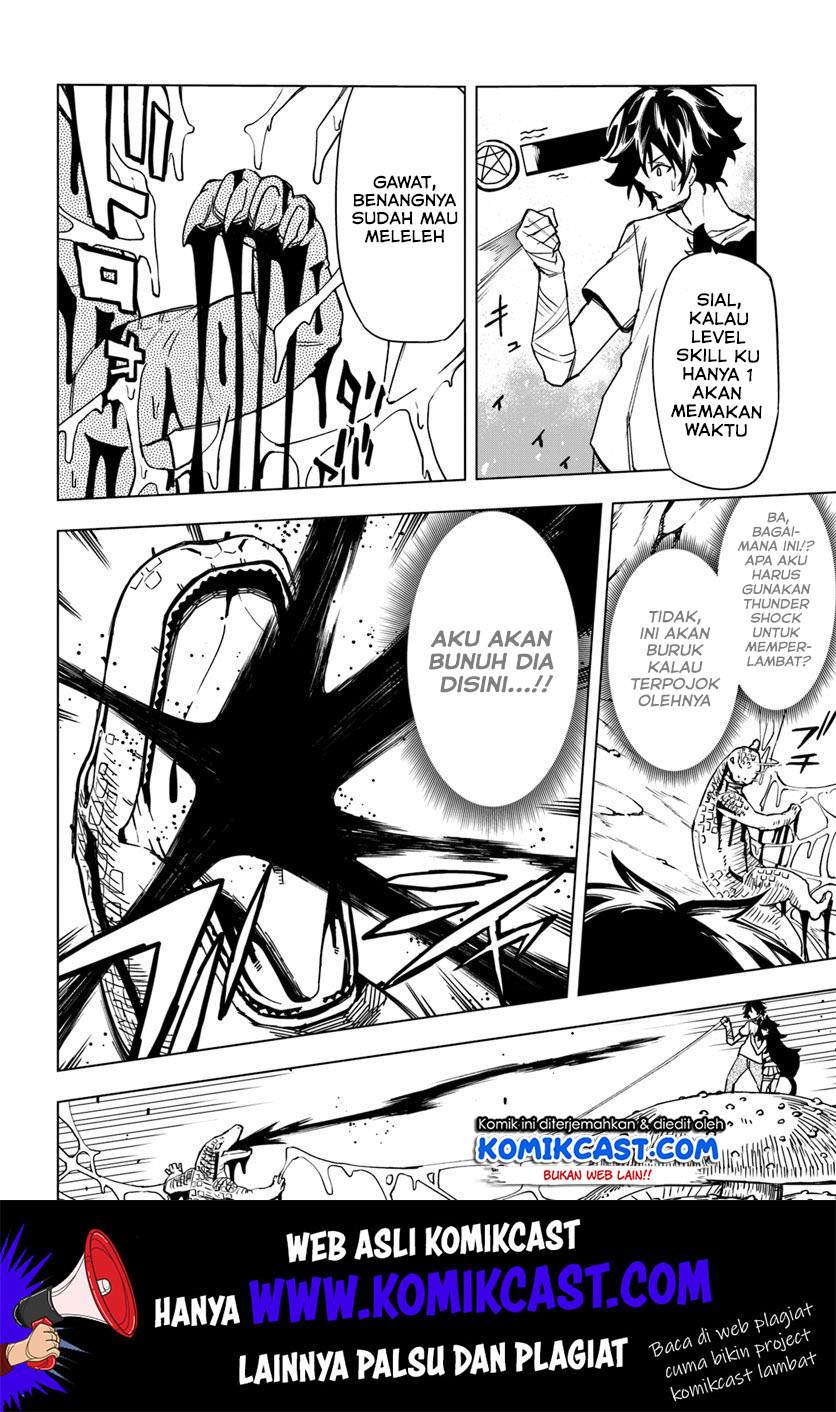 SIAL,
KALAU
LEVEL
SKILL KU
HANYA 1
AKAN
MEMAKAN
WAKTU
GAWAT,
BENANGNYA
SUDAH MAU
MELELEH
BA,
BAGAI-
MANA INI!?
APA AKU
HARUS
GUNAKAN
THUNDER
SHOCK
UNTUK
MEMPER-
LAMBAT?
TIDAK,
INI AKAN
BURUK
KALAU
TERPOJOK
OLEHNYA
AKU AKAN
BUNUH DIA
DISINI...!!
Komik ini diterjemahkan & diedit oleh
KOMIKCAST.COM
BUKAN WEB LAIN!!
WEB ASLI KOMIKCAST
HANYA WWW.KOMIKCAST.COM
LAINNYA PALSU DAN PLAGIAT
Baca di web plagiat
cuma bikin project
komikcast lambat